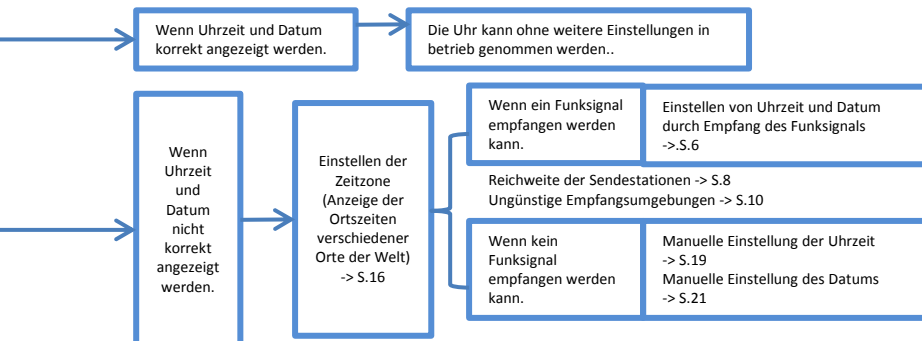 Wenn Uhrzeit und Datum
korrekt angezeigt werden.
Die Uhr kann ohne weitere Einstellungen in
betrieb genommen werden..
Wenn
Uhrzeit
und
Datum
nicht
korrekt
angezeigt
werden.
Einstellen der
Zeitzone
(Anzeige der
Ortszeiten
verschiedener
Orte der Welt)
-> S.16
Wenn ein Funksignal
empfangen werden
kann.
Einstellen von Uhrzeit und Datum
durch Empfang des Funksignals
->.S.6
Reichweite der Sendestationen -> S.8
Ungünstige Empfangsumgebungen -> S.10
Wenn kein
Funksignal
empfangen werden
kann.
Manuelle Einstellung der Uhrzeit
-> S.19
Manuelle Einstellung des Datums
-> S.21